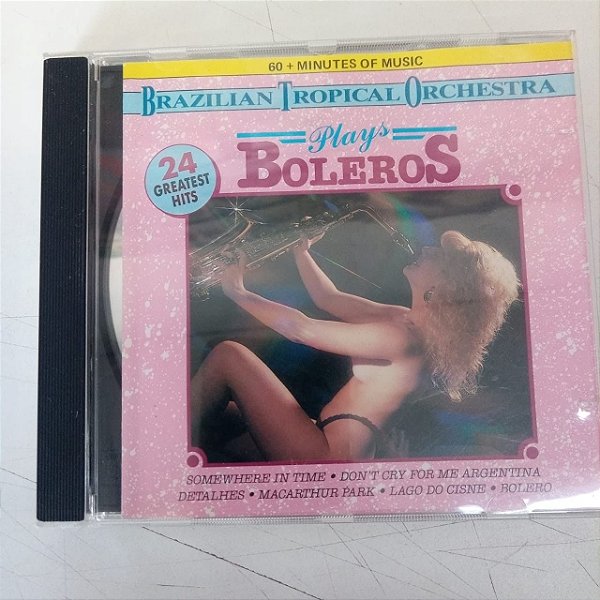 60 + MINUTES OF MUSIC
BRAZILIAN TROPICAL ORCHESTRA
Plays
BOLEROS
24
GREATEST
HITS
SOMEWHERE IN TIME • DON'T CRY FOR ME ARGENTINA
DETALHES • MACARTHUR PARK • LAGO DO CISNE • BOLERO